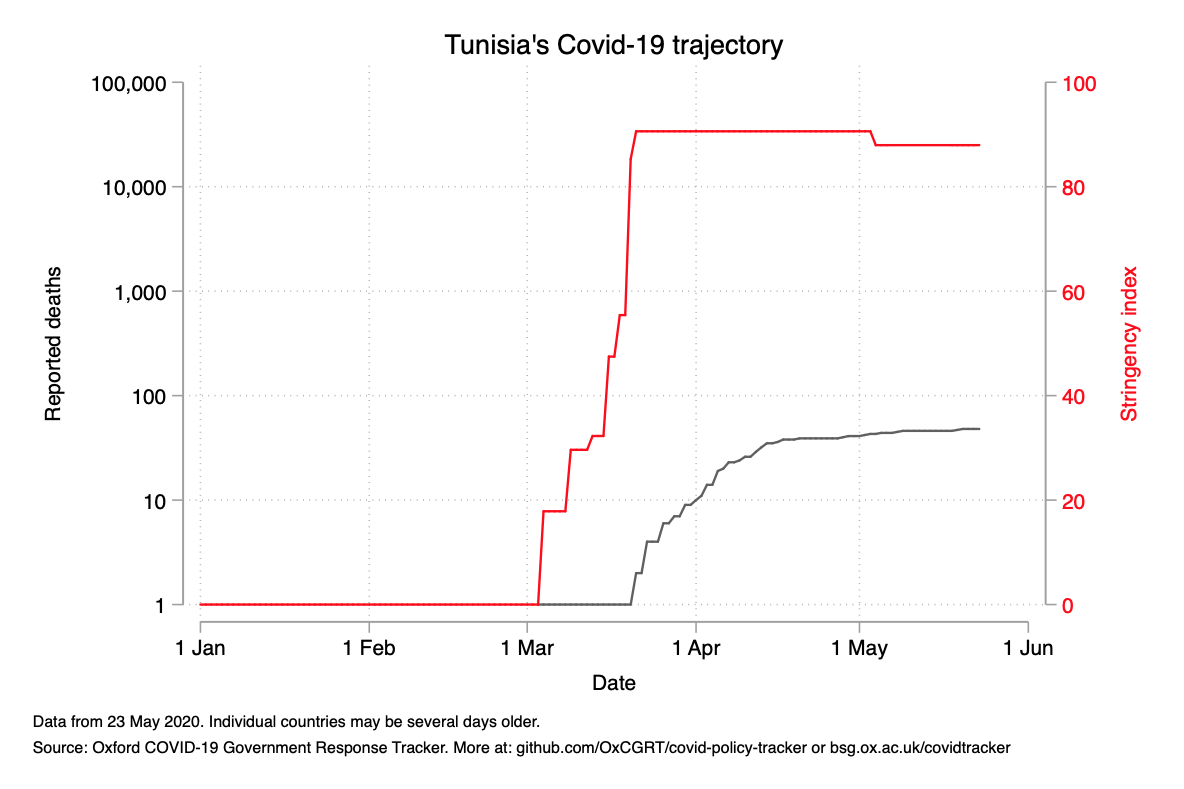 Tunisia's Covid-19 trajectory
100,000
10,000
1,000
100
10
1
Reported deaths
100
80
60
40
20
0
Stringency index
1 Jan
1 Feb
1 Mar
1 Apr
1 May
1 Jun
Date
Data from 23 May 2020. Individual countries may be several days older.
Source: Oxford COVID-19 Government Response Tracker. More at: github.com/OxCGRT/covid-policy-tracker or bsg.ox.ac.uk/covidtracker